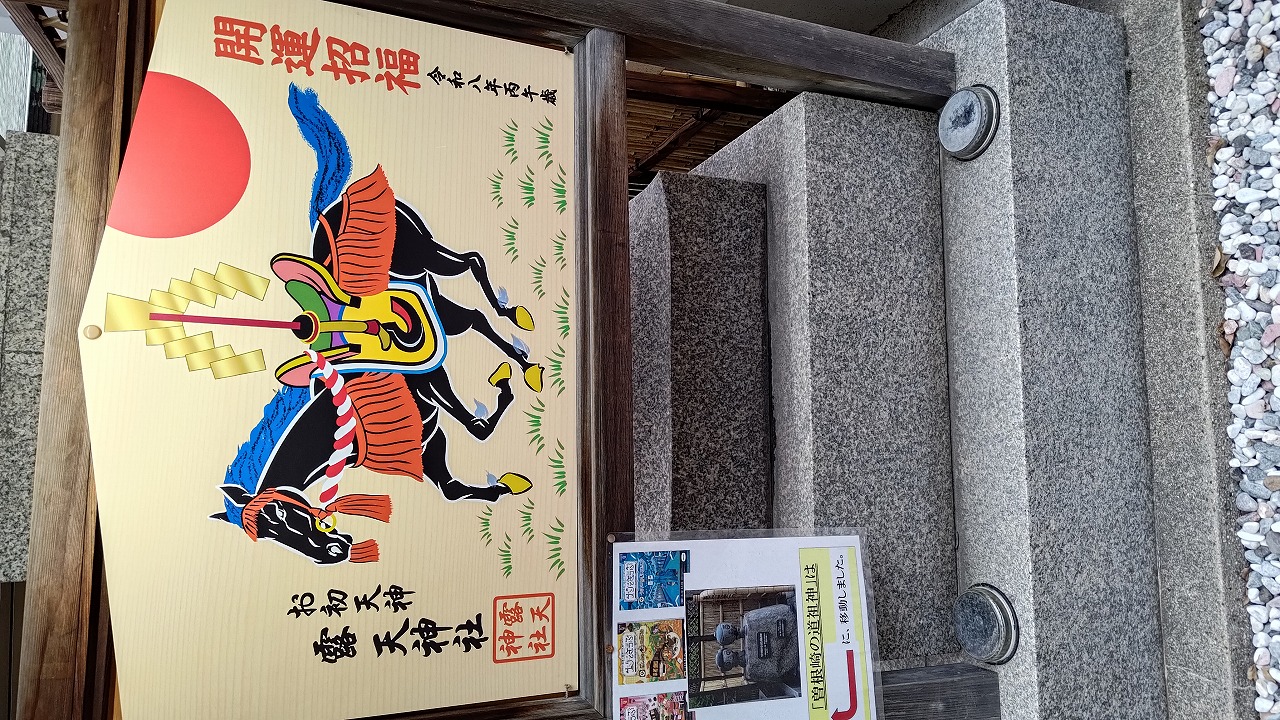 開運招福
令和八年丙午歳
お初天神
露天神社
露天
神社
「曽根崎の道祖神」は
に、移動しました。